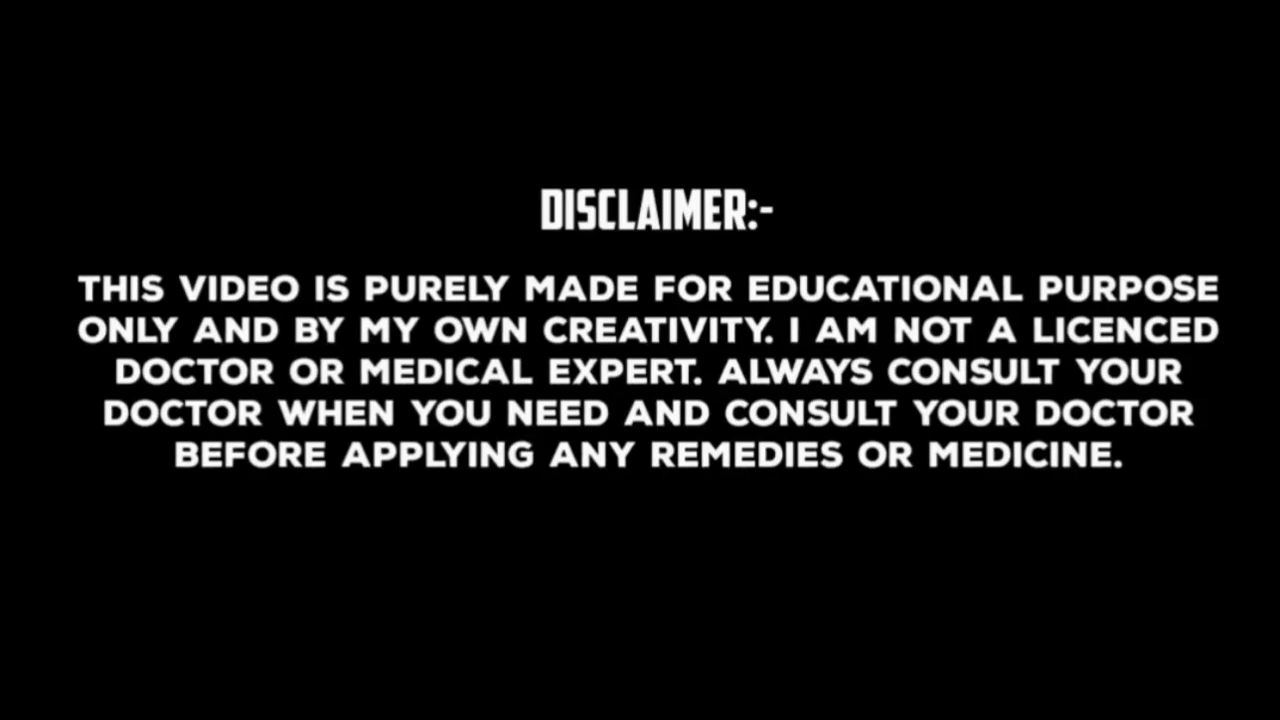 DISCLAIMER:-
THIS VIDEO IS PURELY MADE FOR EDUCATIONAL PURPOSE
ONLY AND BY MY OWN CREATIVITY. I AM NOT A LICENCED
DOCTOR OR MEDICAL EXPERT. ALWAYS CONSULT YOUR
DOCTOR WHEN YOU NEED AND CONSULT YOUR DOCTOR
BEFORE APPLYING ANY REMEDIES OR MEDICINE.